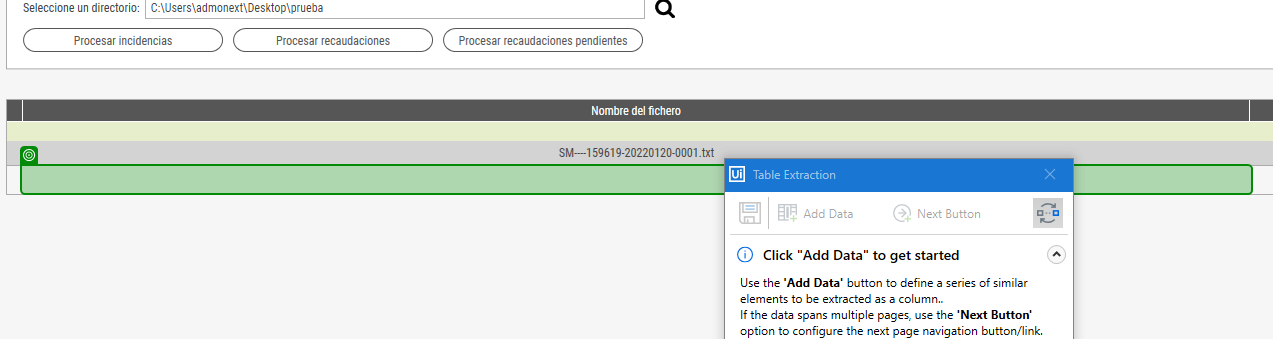 Seleccione un directorio: C:\Users\admonext\Desktop\prueba
Procesar incidencias Procesar recaudaciones Procesar recaudaciones pendientes
Nombre del fichero
SM----159619-20220120-0001.txt
Ui Table Extraction
Add Data Next Button
Click "Add Data" to get started
Use the 'Add Data' button to define a series of similar
elements to be extracted as a column..
If the data spans multiple pages, use the 'Next Button'
option to configure the next page navigation button/link.